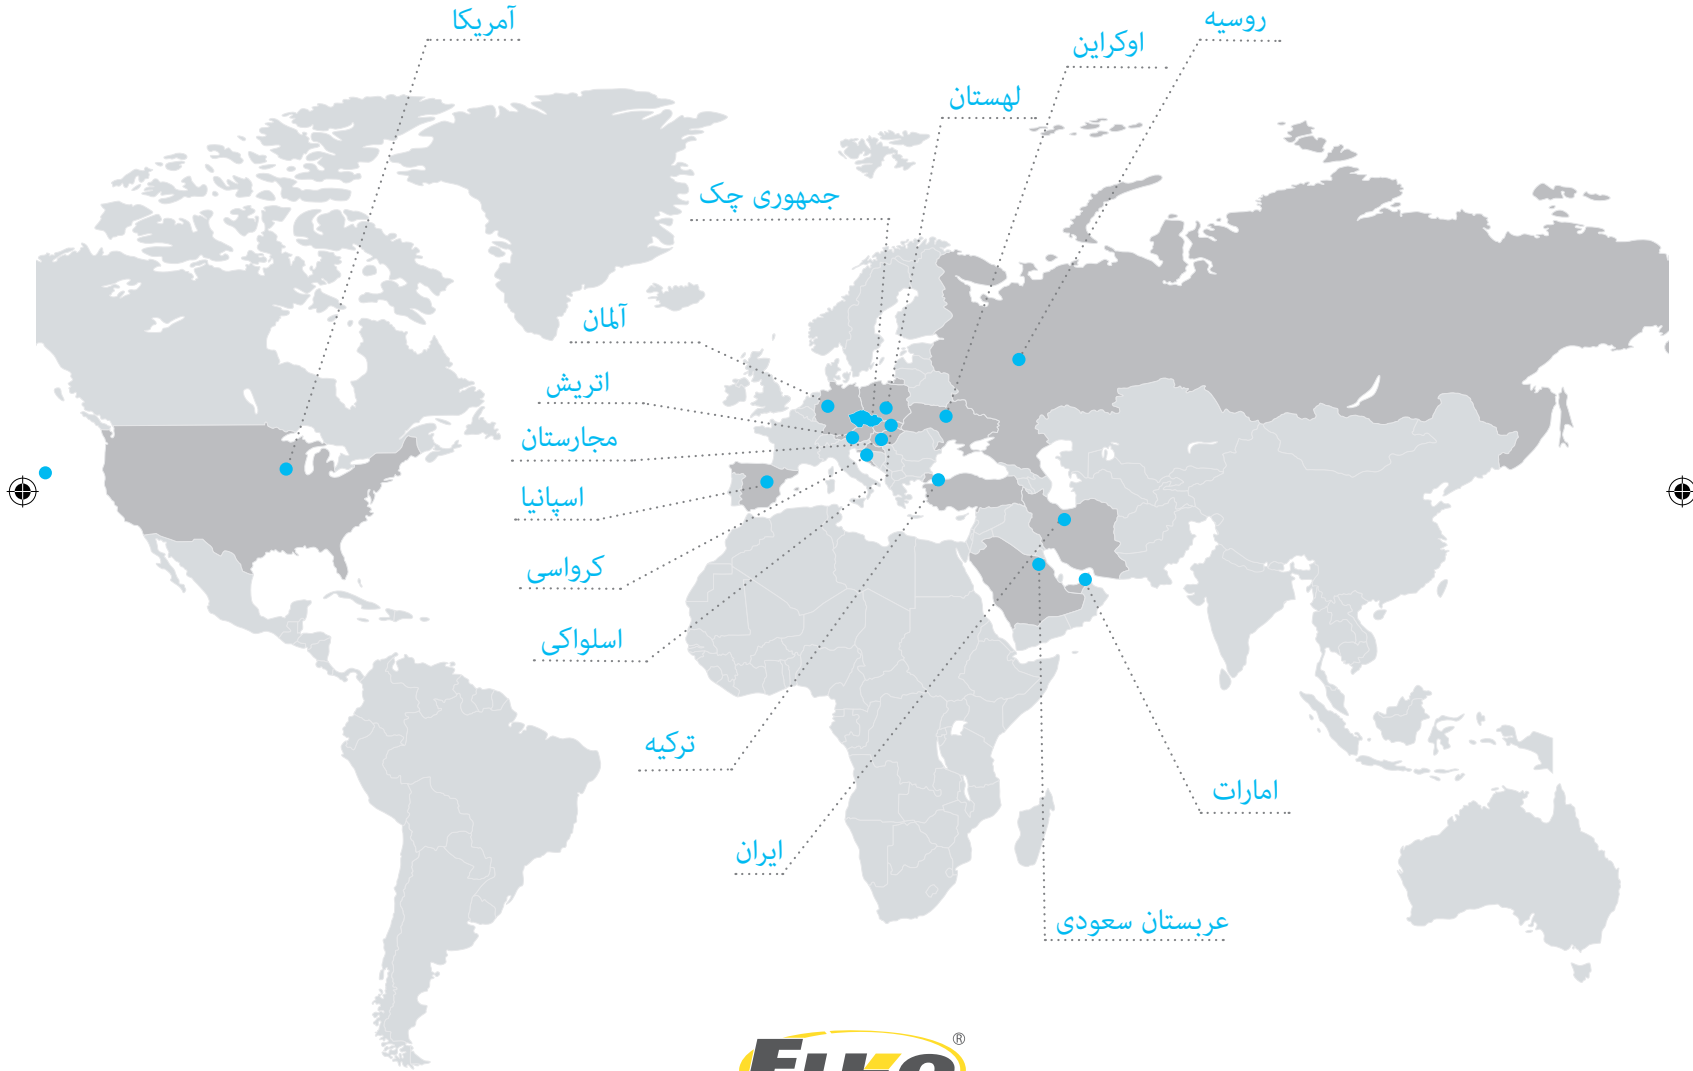 آمریکا
روسیه
اوکراین
لهستان
جمهوری چک
آلمان
اتریش
مجارستان
اسپانیا
کرواسی
اسلواکی
ترکیه
امارات
ایران
عربستان سعودی
®